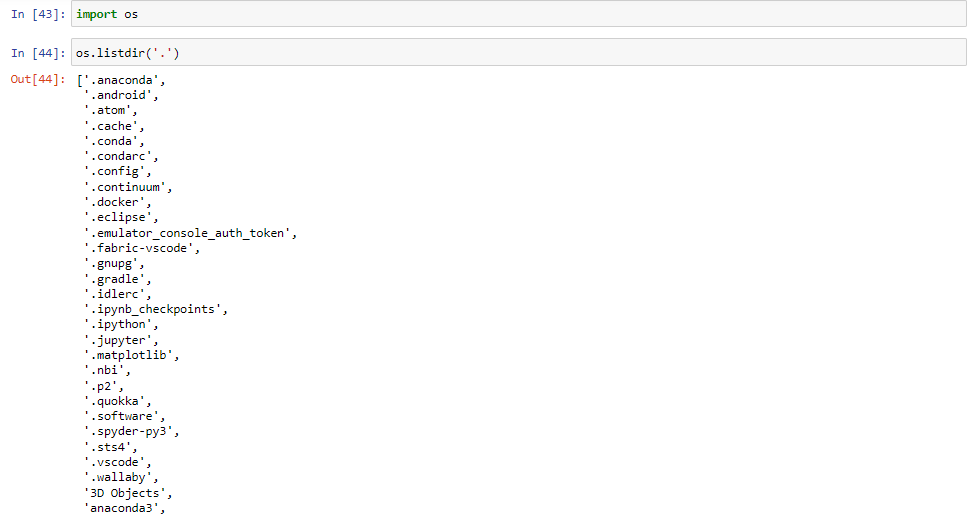 In [43]: import os
In [44]: os.listdir('.')
Out[44]: ['.anaconda',
'.android',
'.atom',
'.cache',
'.conda',
'.condarc',
'.config',
'.continuum',
'.docker',
'.eclipse',
'.emulator_console_auth_token',
'.fabric-vscode',
'.gnupg',
'.gradle',
'.idlerc',
'.ipynb_checkpoints',
'.ipython',
'.jupyter',
'.matplotlib',
'.nbi',
'.p2',
'.quokka',
'.software',
'.spyder-py3',
'.sts4',
'.vscode',
'.wallaby',
'3D Objects',
'anaconda3',